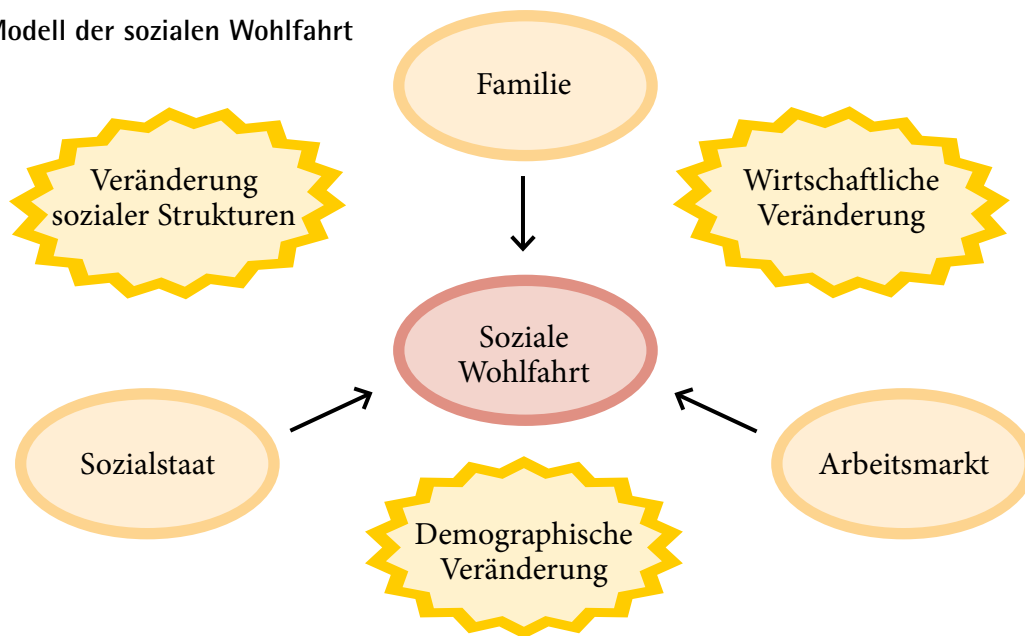 Modell der sozialen Wohlfahrt
Familie
Veränderung
sozialer Strukturen
Wirtschaftliche
Veränderung
Soziale
Wohlfahrt
Sozialstaat
Arbeitsmarkt
Demographische
Veränderung